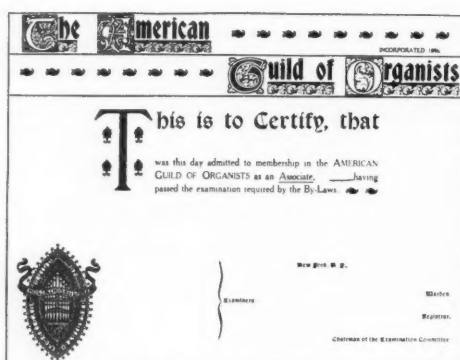 The American
INCORPORATED 1896.
Guild of Organists
This is to Certify, that
was this day admitted to membership in the AMERICAN
GUILD OF ORGANISTS as an Associate, ____having
passed the examination required by the By-Laws.
New York, N. Y.,
Examiners
Warden.
Registrar.
Chairman of the Examination Committee